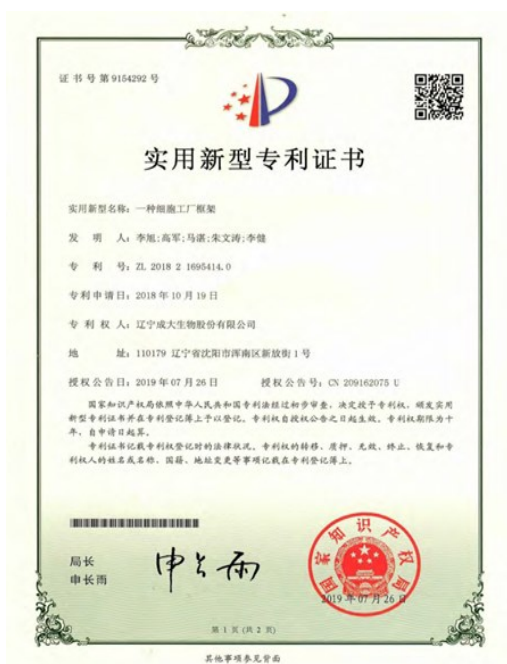 证书号第9154292号
实用新型专利证书
实用新型名称：一种细胞工厂框架
发 明 人：李旭;高军;马湛;朱文涛;李健
专 利 号：ZL 2018 2 1695414.0
专利申请日：2018年10月19日
专 利 权 人：辽宁成大生物股份有限公司
地 址：110179 辽宁省沈阳市浑南区新放街1号
授权公告日：2019年07月26日 授权公告号：CN 209162075 U
国家知识产权局依照中华人民共和国专利法经过初步审查，决定授予专利权，颁发实用
新型专利证书并在专利登记簿上予以登记。专利权自授权公告之日起生效。专利权期限为十
年，自申请日起算。
专利证书记载专利权登记时的法律状况。专利权的转移、质押、无效、终止、恢复和专
利权人的姓名或名称、国籍、地址变更等事项记载在专利登记簿上。
局长
申长雨
申长雨
国家知识产权局
2019年07月26日
第 1 页 (共 2 页)
其他事项参见背面